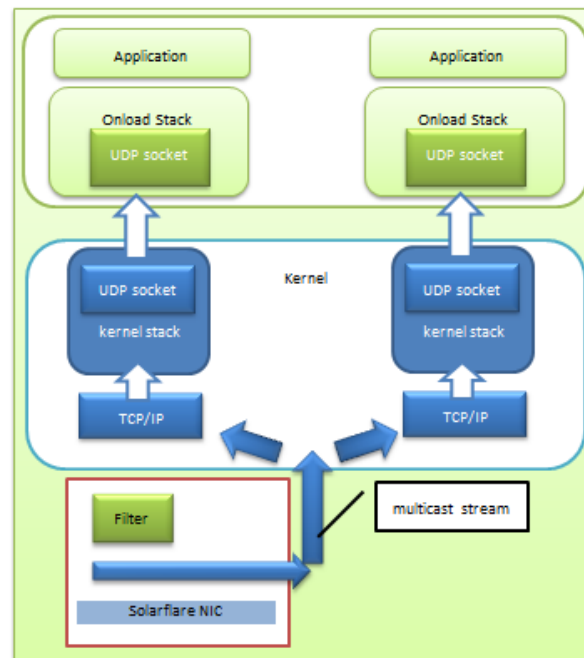 Application
Application
Onload Stack
Onload Stack
UDP socket
UDP socket
Kernel
UDP socket
UDP socket
kernel stack
kernel stack
TCP/IP
TCP/IP
Filter
multicast stream
Solarflare NIC